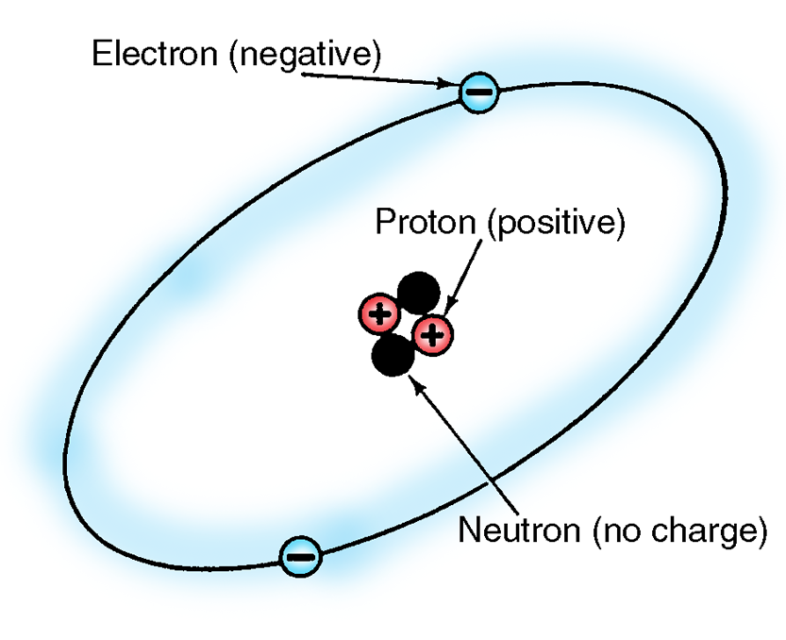 Electron (negative)
Proton (positive)
Neutron (no charge)